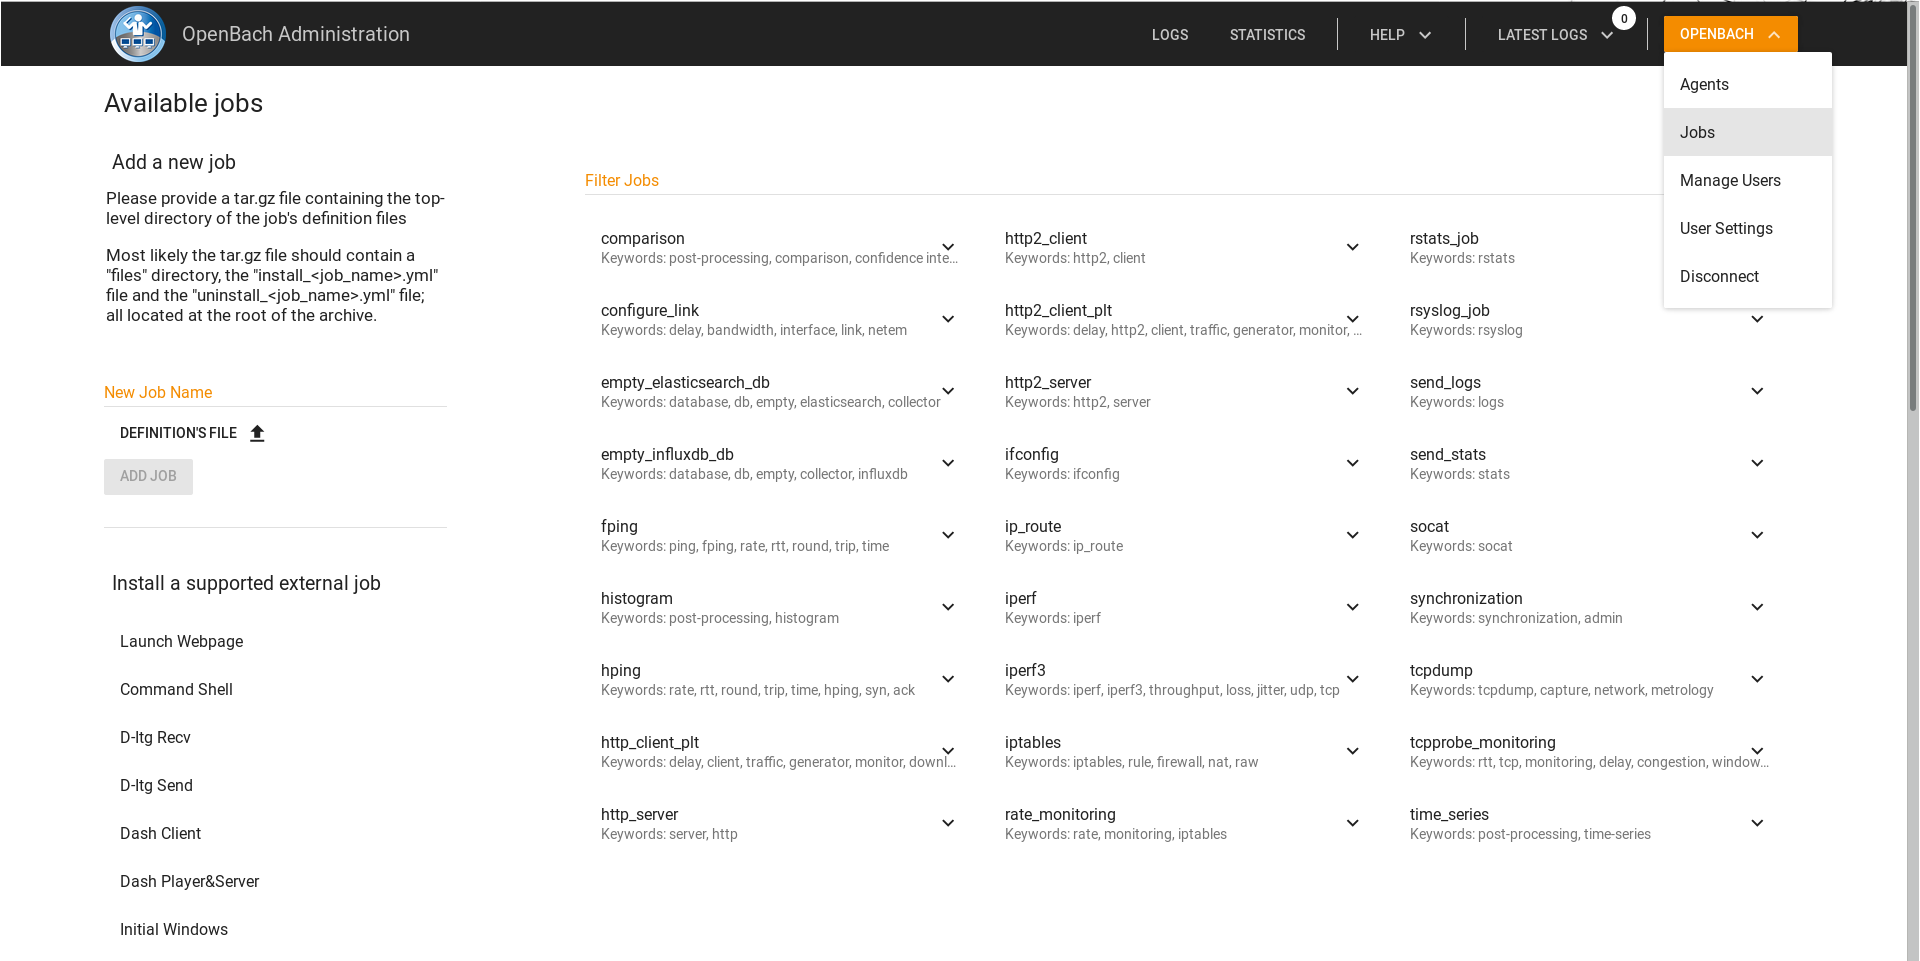 OpenBach Administration
LOGS
STATISTICS
HELP
LATEST LOGS
0
OPENBACH
Agents
Jobs
Manage Users
User Settings
Disconnect
Available jobs
Add a new job
Please provide a tar.gz file containing the top-
level directory of the job's definition files
Most likely the tar.gz file should contain a
"files" directory, the "install_<job_name>.yml"
file and the "uninstall_<job_name>.yml" file;
all located at the root of the archive.
New Job Name
DEFINITION'S FILE
ADD JOB
Install a supported external job
Launch Webpage
Command Shell
D-Itg Recv
D-Itg Send
Dash Client
Dash Player&Server
Initial Windows
Filter Jobs
comparison
Keywords: post-processing, comparison, confidence inte...
configure_link
Keywords: delay, bandwidth, interface, link, netem
empty_elasticsearch_db
Keywords: database, db, empty, elasticsearch, collector
empty_influxdb_db
Keywords: database, db, empty, collector, influxdb
fping
Keywords: ping, fping, rate, rtt, round, trip, time
histogram
Keywords: post-processing, histogram
hping
Keywords: rate, rtt, round, trip, time, hping, syn, ack
http_client_plt
Keywords: delay, client, traffic, generator, monitor, downl...
http_server
Keywords: server, http
http2_client
Keywords: http2, client
http2_client_plt
Keywords: delay, http2, client, traffic, generator, monitor, ...
http2_server
Keywords: http2, server
ifconfig
Keywords: ifconfig
ip_route
Keywords: ip_route
iperf
Keywords: iperf
iperf3
Keywords: iperf, iperf3, throughput, loss, jitter, udp, tcp
iptables
Keywords: iptables, rule, firewall, nat, raw
rate_monitoring
Keywords: rate, monitoring, iptables
rstats_job
Keywords: rstats
rsyslog_job
Keywords: rsyslog
send_logs
Keywords: logs
send_stats
Keywords: stats
socat
Keywords: socat
synchronization
Keywords: synchronization, admin
tcpdump
Keywords: tcpdump, capture, network, metrology
tcpprobe_monitoring
Keywords: rtt, tcp, monitoring, delay, congestion, window...
time_series
Keywords: post-processing, time-series